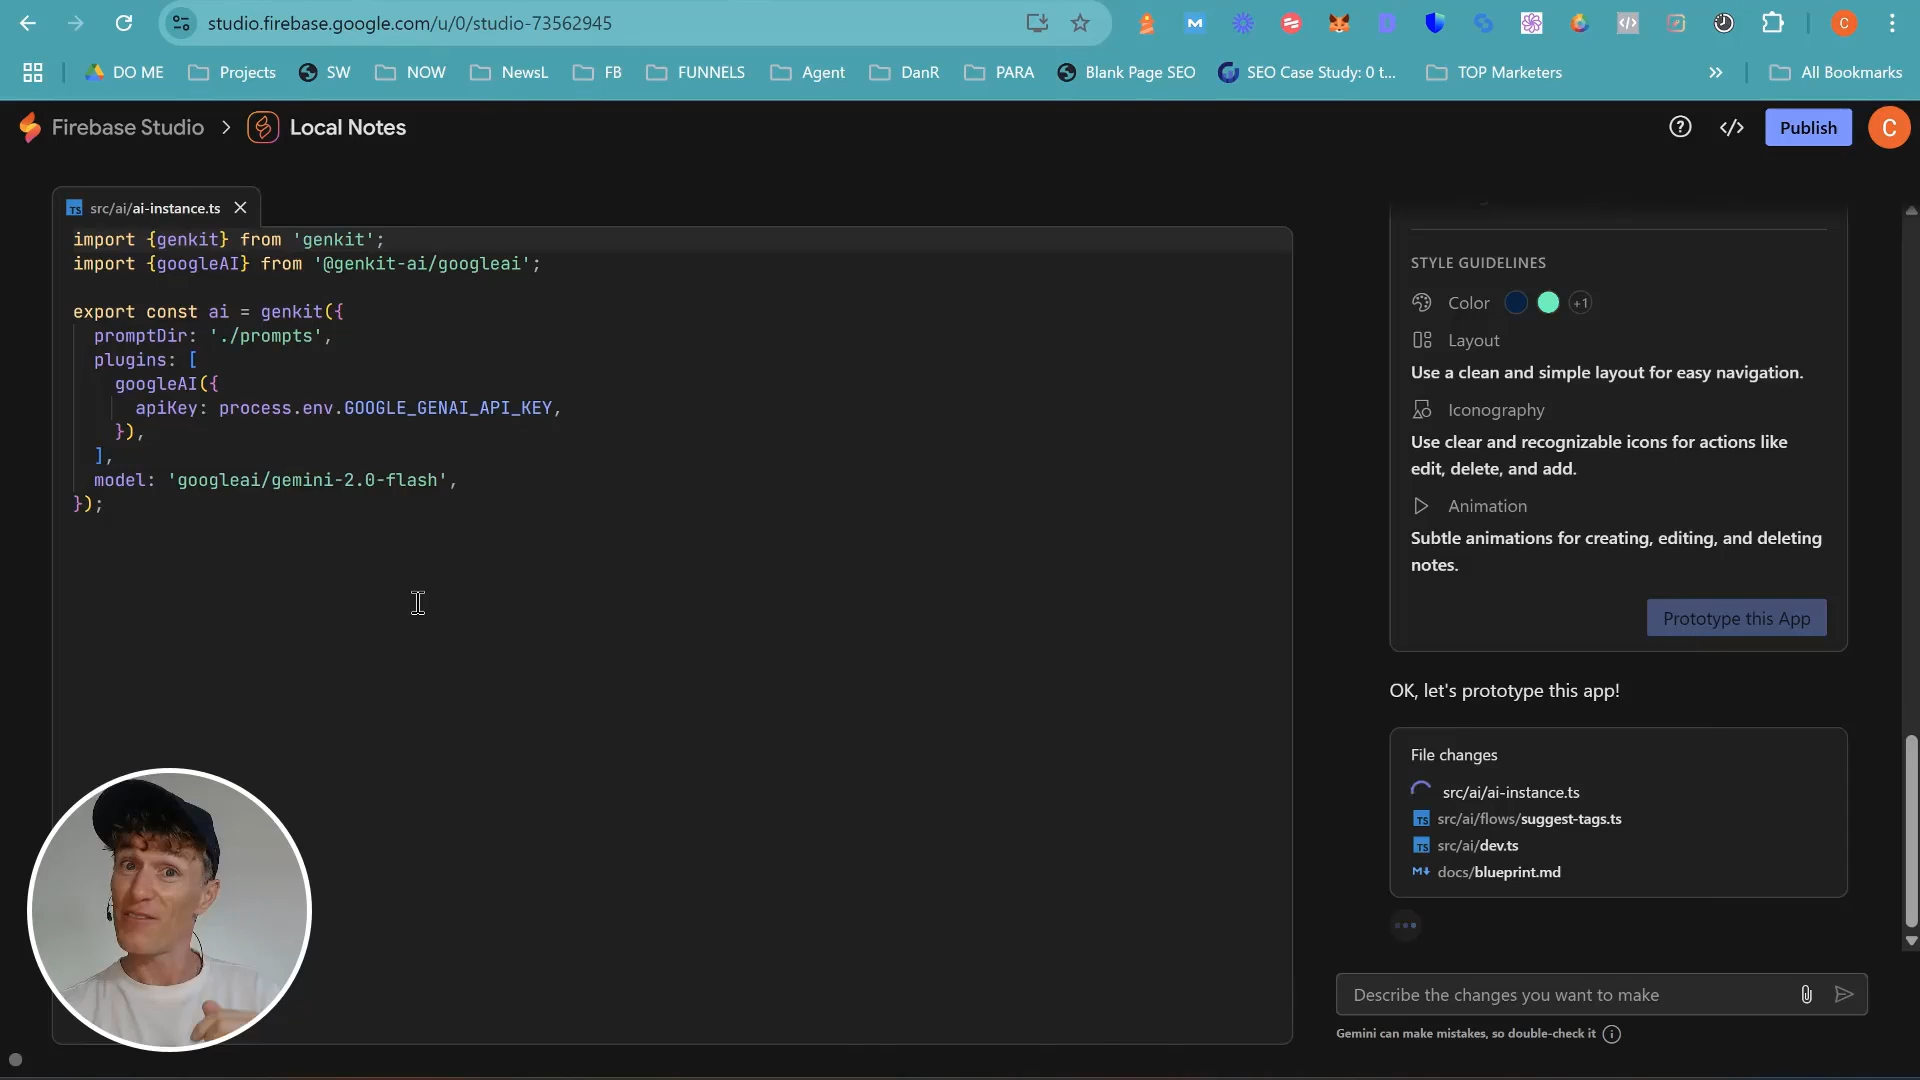 studio.firebase.google.com/u/0/studio-73562945
DO ME
Projects
SW
NOW
NewsL
FB
FUNNELS
Agent
DanR
PARA
Blank Page SEO
SEO Case Study: 0 t...
TOP Marketers
All Bookmarks
Firebase Studio > Local Notes
Publish
C
src/ai/ai-instance.ts
import {genkit} from 'genkit';
import {googleAI} from '@genkit-ai/googleai';
export const ai = genkit({
promptDir: './prompts',
plugins: [
googleAI({
apiKey: process.env.GOOGLE_GENAI_API_KEY,
}),
],
model: 'googleai/gemini-2.0-flash',
});
STYLE GUIDELINES
Color +1
Layout
Use a clean and simple layout for easy navigation.
Iconography
Use clear and recognizable icons for actions like
edit, delete, and add.
Animation
Subtle animations for creating, editing, and deleting
notes.
Prototype this App
OK, let's prototype this app!
File changes
src/ai/ai-instance.ts
TS src/ai/flows/suggest-tags.ts
TS src/ai/dev.ts
docs/blueprint.md
Describe the changes you want to make
Gemini can make mistakes, so double-check it